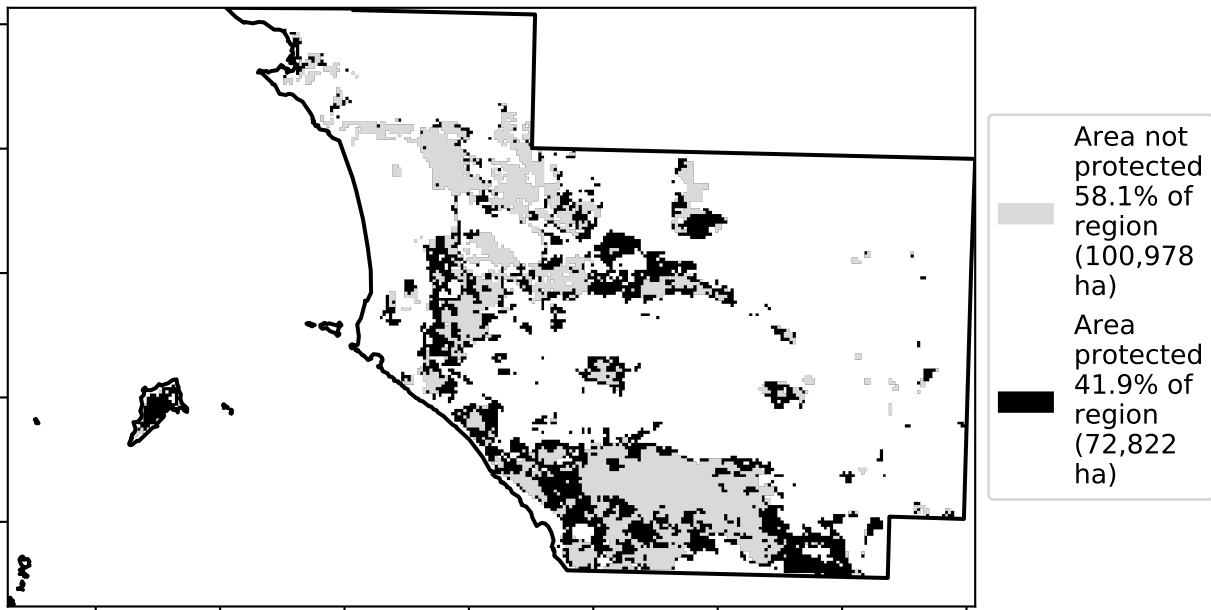 Area not
protected
58.1% of
region
(100,978
ha)
Area
protected
41.9% of
region
(72,822
ha)